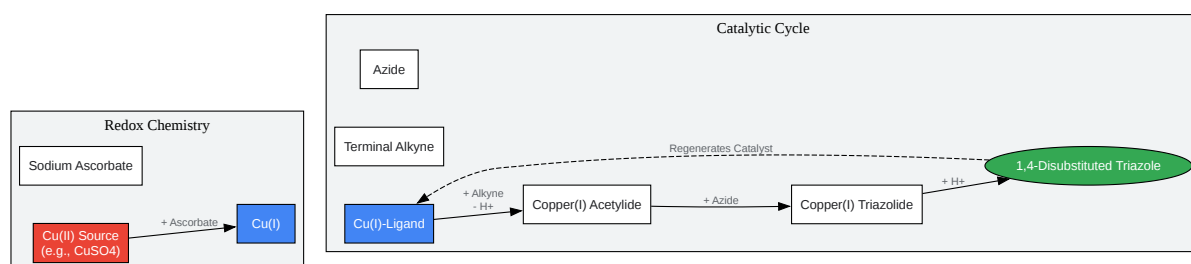 Redox Chemistry
Sodium Ascorbate
Cu(II) Source
(e.g., CuSO4)
+ Ascorbate
Cu(I)
Catalytic Cycle
Azide
Terminal Alkyne
Regenerates Catalyst
1,4-Disubstituted Triazole
Cu(I)-Ligand
+ Alkyne
- H+
Copper(I) Acetylide
+ Azide
Copper(I) Triazolide
+ H+